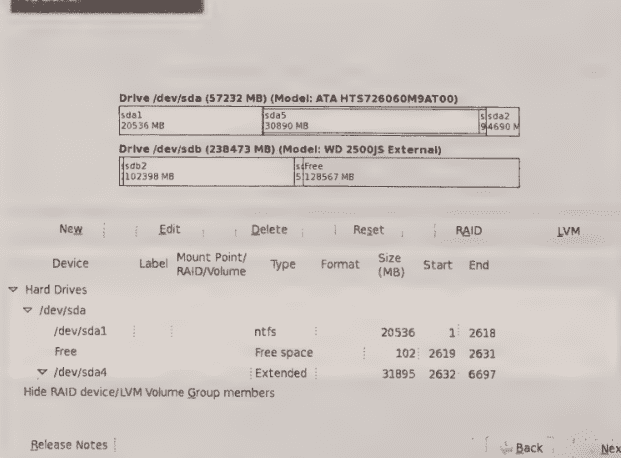 Drive /dev/sda (57232 MB) (Model: ATA HTS726060M9AT00)
sda1 sda5 s sda2
20536 MB 30890 MB 9 4690 M
Drive /dev/sdb (238473 MB) (Model: WD 2500JS External)
sdb2 s Free
102398 MB 5 128567 MB
New Edit Delete Reset RAID LVM
Device Label Mount Point/ RAID/Volume Type Format Size (MB) Start End
Hard Drives
/dev/sda
/dev/sda1 ntfs 20536 1 2618
Free Free space 102 2619 2631
/dev/sda4 Extended 31895 2632 6697
Hide RAID device/LVM Volume Group members
Release Notes Back Nex